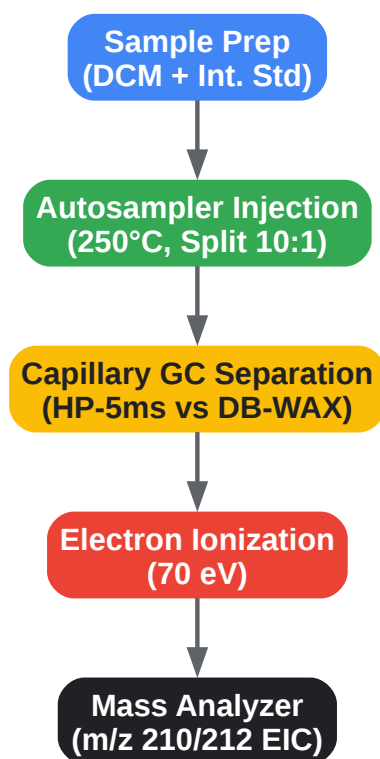 Sample Prep
(DCM + Int. Std)
Autosampler Injection
(250°C, Split 10:1)
Capillary GC Separation
(HP-5ms vs DB-WAX)
Electron Ionization
(70 eV)
Mass Analyzer
(m/z 210/212 EIC)